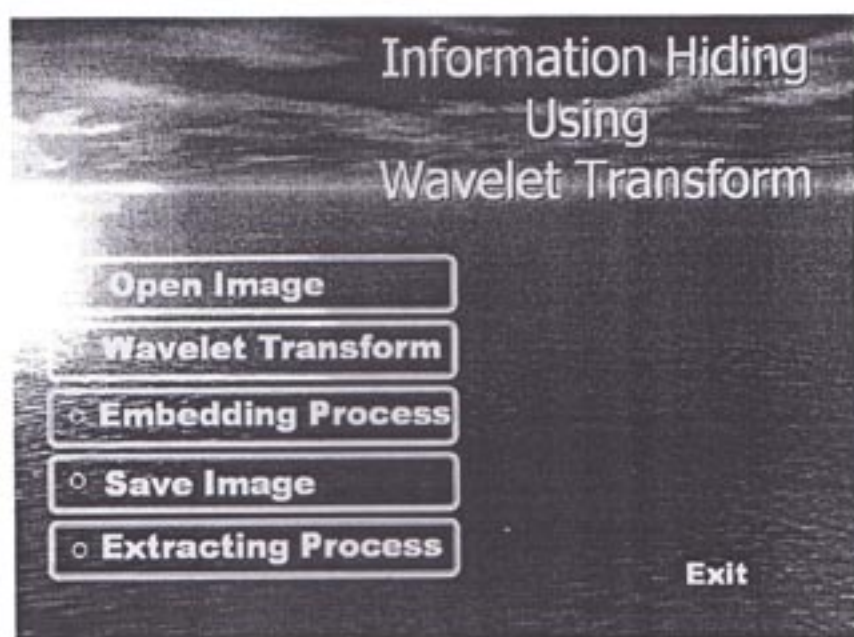 Information Hiding
Using
Wavelet Transform
Open Image
Wavelet Transform
Embedding Process
Save Image
Extracting Process
Exit